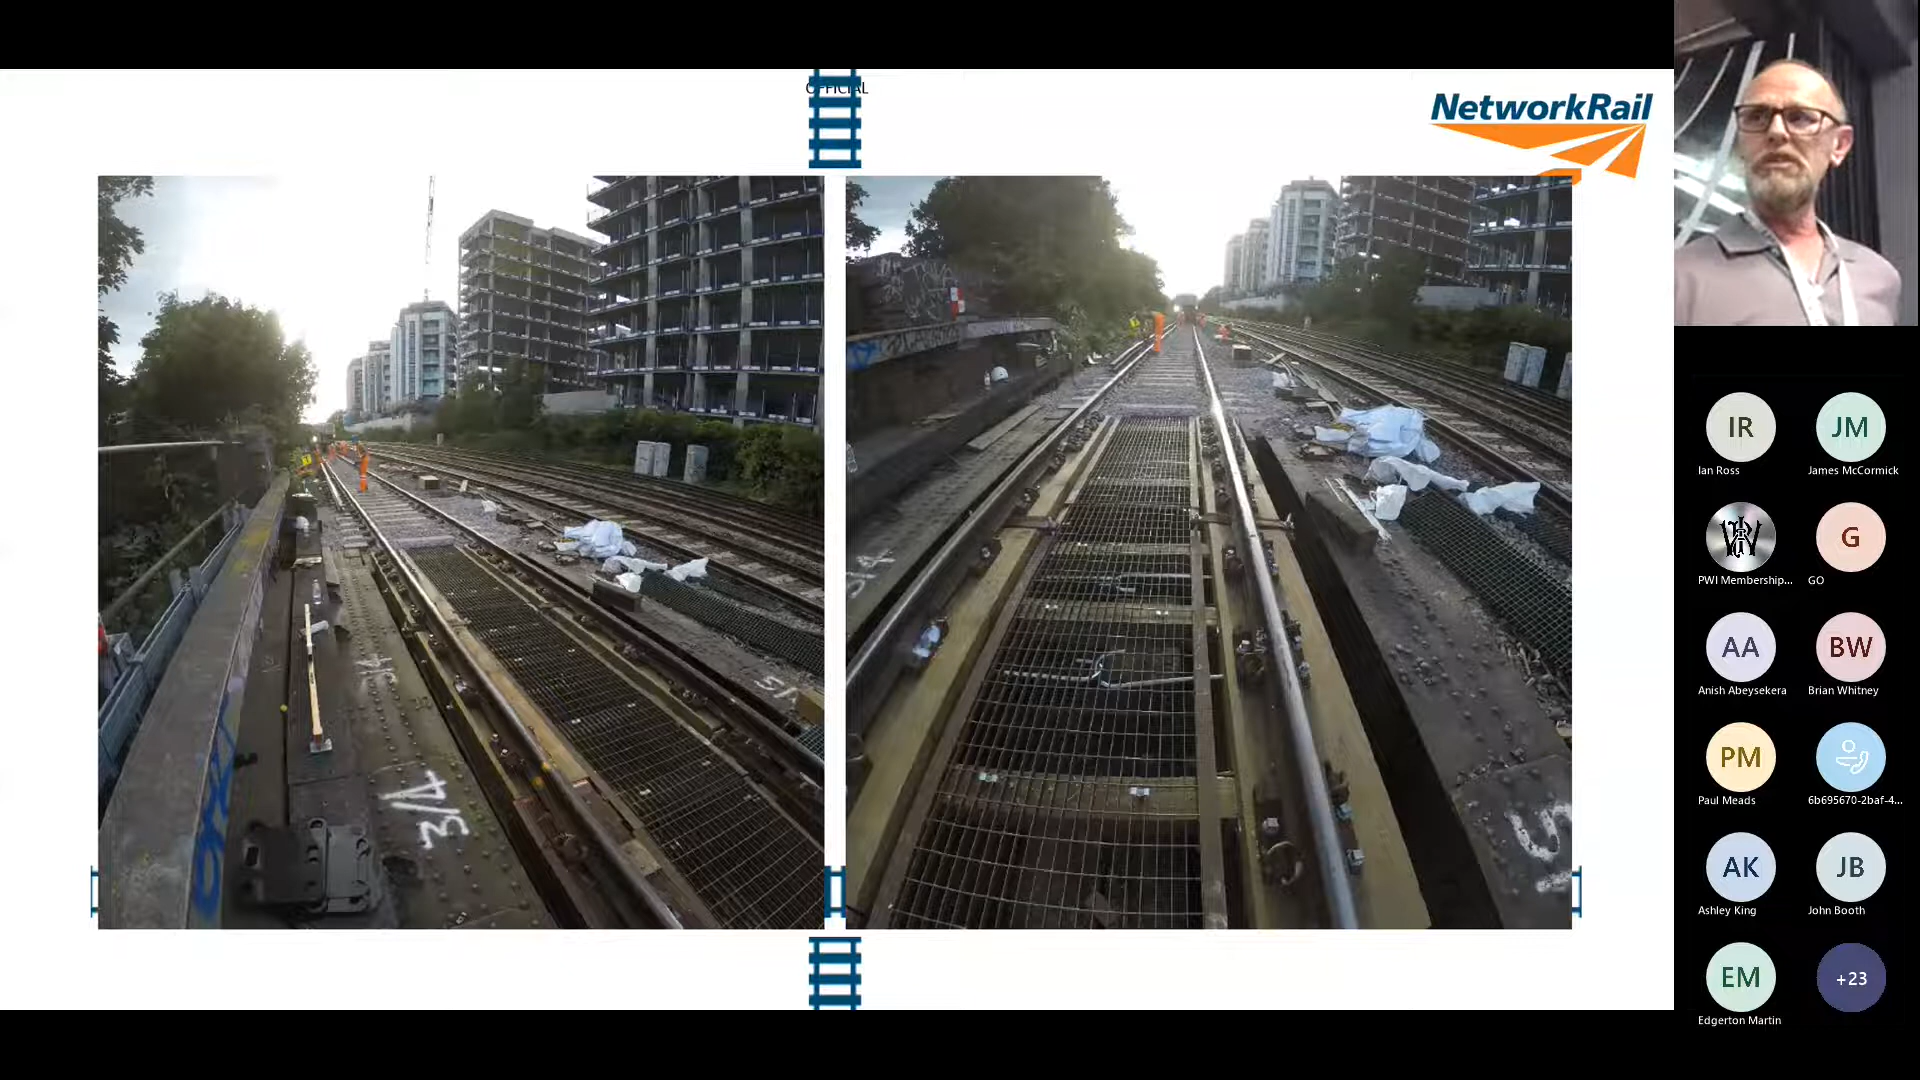 OFFICIAL
NetworkRail
3/4
IR
JM
Ian Ross
James McCormick
G
PWI Membership...
GO
AA
BW
Anish Abeysekera
Brian Whitney
PM
Paul Meads
6b695670-2baf-4...
AK
JB
Ashley King
John Booth
EM
+23
Edgerton Martin